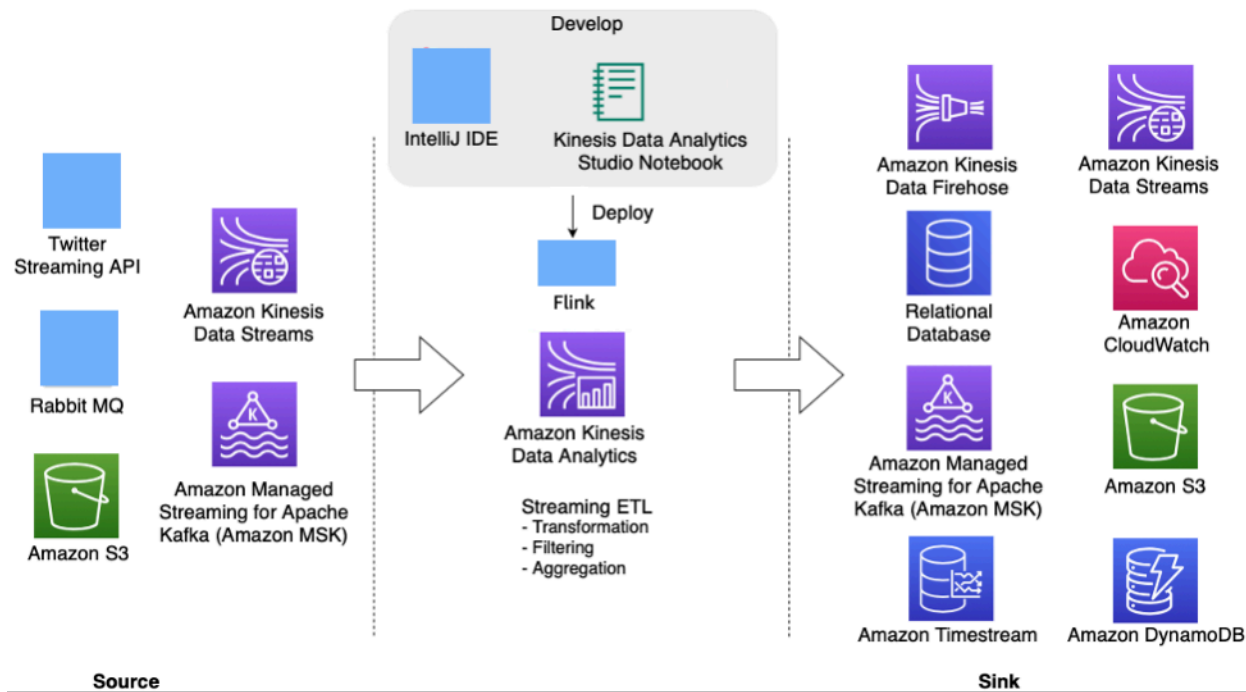 Develop
IntelliJ IDE
Kinesis Data Analytics
Studio Notebook
Deploy
Flink
Amazon Kinesis
Data Analytics
Streaming ETL
- Transformation
- Filtering
- Aggregation
Twitter
Streaming API
Amazon Kinesis
Data Streams
Rabbit MQ
K
Amazon Managed
Streaming for Apache
Kafka (Amazon MSK)
Amazon S3
Source
Amazon Kinesis
Data Firehose
Amazon Kinesis
Data Streams
Relational
Database
Amazon
CloudWatch
K
Amazon Managed
Streaming for Apache
Kafka (Amazon MSK)
Amazon S3
Amazon Timestream
Amazon DynamoDB
Sink